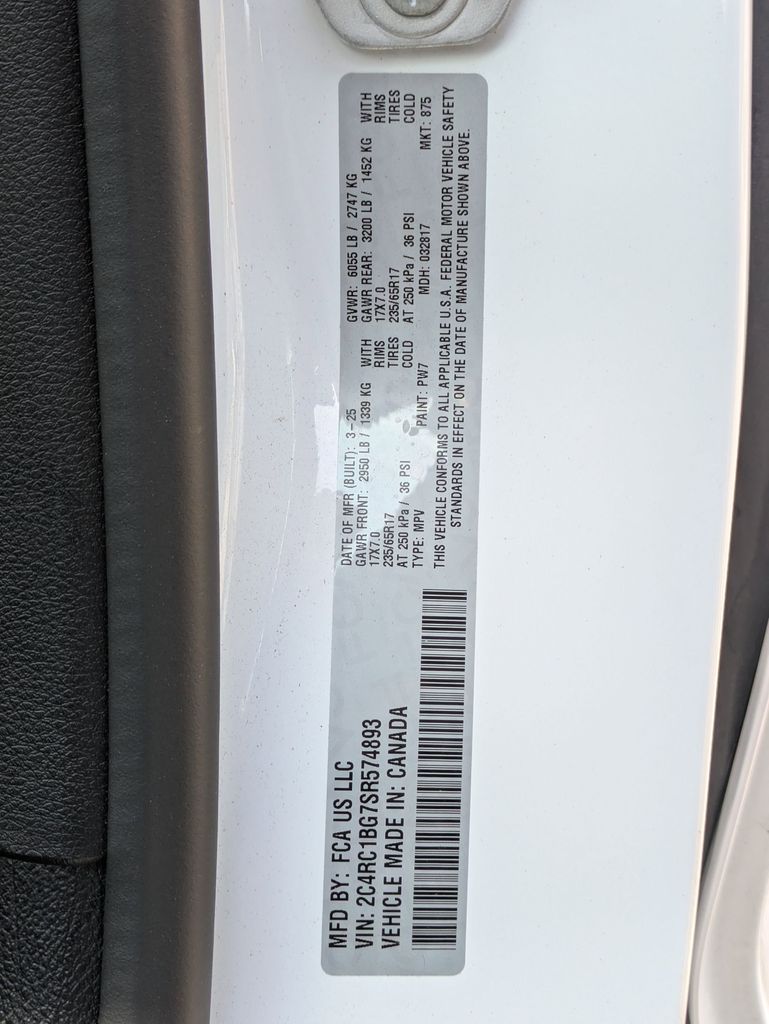 MFD BY: FCA US LLC
VIN: 2C4RC1BG7SR574893
VEHICLE MADE IN: CANADA
DATE OF MFR (BUILT): 3-25 GVWR: 6055 LB / 2747 KG
GAWR FRONT: 2950 LB / 1339 KG WITH GAWR REAR: 3200 LB / 1452 KG WITH
17X7.0 RIMS 17X7.0 RIMS
235/65R17 TIRES 235/65R17 TIRES
AT 250 kPa / 36 PSI COLD AT 250 kPa / 36 PSI COLD
TYPE: MPV PAINT: PW7 MDH: 032817 MKT: 875
THIS VEHICLE CONFORMS TO ALL APPLICABLE U.S.A. FEDERAL MOTOR VEHICLE SAFETY
STANDARDS IN EFFECT ON THE DATE OF MANUFACTURE SHOWN ABOVE.